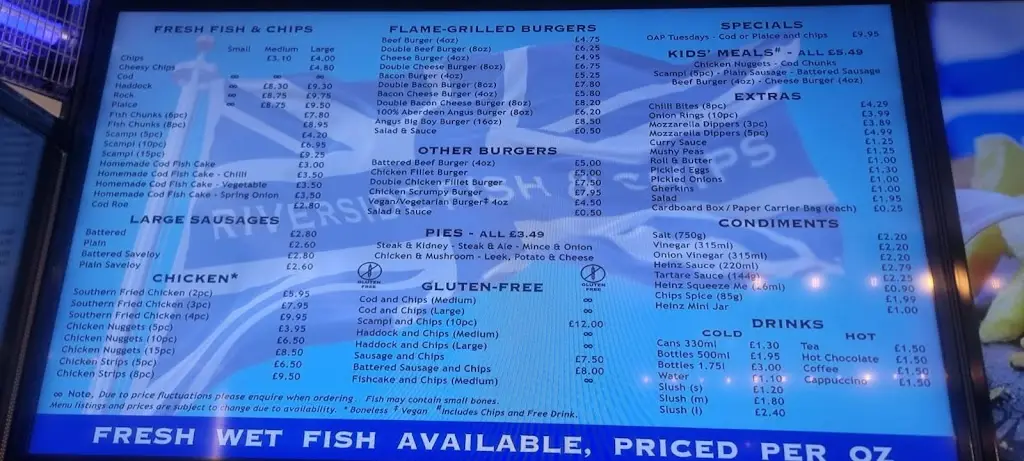 FRESH FISH & CHIPS
Small Medium Large
Chips £3.10 £4.00
Cheesy Chips £4.80
Cod ∞ ∞ ∞
Haddock ∞ £8.30 £9.30
Rock ∞ £9.75
Plaice ∞ £8.75 £9.50
Fish Chunks (6pc) £7.80
Fish Chunks (8pc) £8.95
Scampi (5pc) £4.20
Scampi (10pc) £6.95
Scampi (15pc) £9.25
Homemade Cod Fish Cake £3.00
Homemade Cod Fish Cake - Chilli £3.50
Homemade Cod Fish Cake - Vegetable £3.50
Homemade Cod Fish Cake - Spring Onion £3.50
Cod Roe £2.80
LARGE SAUSAGES
Battered £2.80
Plain £2.60
Battered Saveloy £2.80
Plain Saveloy £2.60
CHICKEN*
Southern Fried Chicken (2pc) £5.95
Southern Fried Chicken (3pc) £7.95
Southern Fried Chicken (4pc) £9.95
Chicken Nuggets (5pc) £3.95
Chicken Nuggets (10pc) £6.50
Chicken Nuggets (15pc) £8.50
Chicken Strips (5pc) £6.50
Chicken Strips (8pc) £9.50
FLAME-GRILLED BURGERS
Beef Burger (4oz) £4.75
Double Beef Burger (8oz) £6.25
Cheese Burger (4oz) £4.95
Double Cheese Burger (8oz) £6.75
Bacon Burger (4oz) £5.25
Double Bacon Burger (8oz) £7.80
Bacon Cheese Burger (4oz) £5.80
Double Bacon Cheese Burger (8oz) £8.20
100% Aberdeen Angus Burger (8oz) £6.20
Angus Big Boy Burger (16oz) £8.50
Salad & Sauce £0.50
OTHER BURGERS
Battered Beef Burger (4oz) £5.00
Chicken Fillet Burger £5.00
Double Chicken Fillet Burger £7.50
Chicken Scrumpy Burger £7.95
Vegan/Vegetarian Burger‡ 4oz £4.50
Salad & Sauce £0.50
PIES - ALL £3.49
Steak & Kidney - Steak & Ale - Mince & Onion
Chicken & Mushroom - Leek, Potato & Cheese
GLUTEN FREE
GLUTEN-FREE
GLUTEN FREE
Cod and Chips (Medium) ∞
Cod and Chips (Large) ∞
Scampi and Chips (10pc) £12.00
Haddock and Chips (Medium) ∞
Haddock and Chips (Large) ∞
Sausage and Chips £7.50
Battered Sausage and Chips £8.00
Fishcake and Chips (Medium) ∞
SPECIALS
OAP Tuesdays - Cod or Plaice and chips £9.95
KIDS' MEALS# - ALL £5.49
Chicken Nuggets - Cod Chunks
Scampi (5pc) - Plain Sausage - Battered Sausage
Beef Burger (4oz) - Cheese Burger (4oz)
EXTRAS
Chilli Bites (8pc) £4.29
Onion Rings (10pc) £3.99
Mozzarella Dippers (3pc) £3.89
Mozzarella Dippers (5pc) £4.99
Curry Sauce £1.25
Mushy Peas £1.25
Roll & Butter £1.00
Pickled Eggs £1.30
Pickled Onions £1.00
Gherkins £1.00
Salad £1.95
Cardboard Box / Paper Carrier Bag (each) £0.25
CONDIMENTS
Salt (750g) £2.20
Vinegar (315ml) £2.20
Onion Vinegar (315ml) £2.20
Heinz Sauce (220ml) £2.79
Tartare Sauce (144g) £2.25
Heinz Squeeze Me £0.90
Chips Spice (85g) £1.99
Heinz Mini Jar £1.00
DRINKS
COLD
Cans 330ml £1.30
Bottles 500ml £1.95
Bottles 1.75l £3.00
Water £1.10
Slush (s) £1.20
Slush (m) £1.80
Slush (l) £2.40
HOT
Tea £1.50
Hot Chocolate £1.50
Coffee £1.50
Cappuccino £1.50
RIVERSI FISH & CHIPS
∞ Note, Due to price fluctuations please enquire when ordering. Fish may contain small bones.
Menu listings and prices are subject to change due to availability. * Boneless ‡ Vegan #Includes Chips and Free Drink.
FRESH WET FISH AVAILABLE, PRICED PER OZ